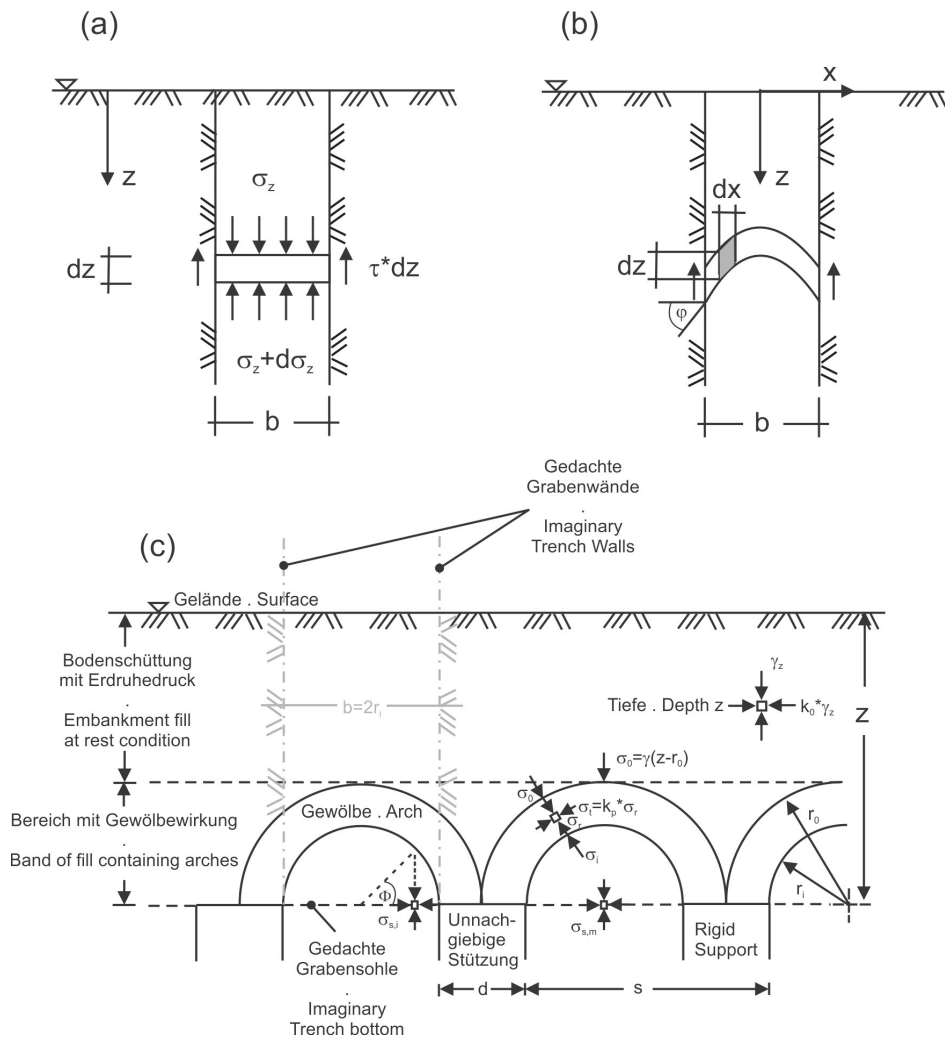 (a)
z
σz
dz
τ*dz
σz+dσz
b
(b)
x
z
dx
dz
φ
b
(c)
Gedachte
Grabenwände
.
Imaginary
Trench Walls
Gelände . Surface
Bodenschüttung
mit Erdruhedruck
.
Embankment fill
at rest condition
b=2ri
γz
Tiefe . Depth z
k0*γz
z
σ0=γ(z-r0)
Bereich mit Gewölbewirkung
.
Band of fill containing arches
Gewölbe . Arch
σ0
σt=kp*σr
σr
σi
r0
ri
Φ
σs,i
σs,m
Gedachte
Grabensohle
.
Imaginary
Trench bottom
Unnach-
giebige
Stützung
Rigid
Support
d
s